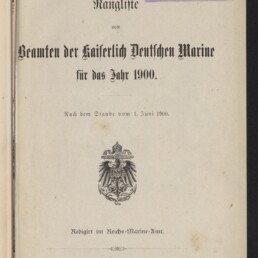 Rangliste
von
Beamten der Kaiserlich Deutschen Marine
für das Jahr 1900.
Nach dem Stande vom 1. Juni 1900.
Redigiert im Reichs-Marine-Amt.